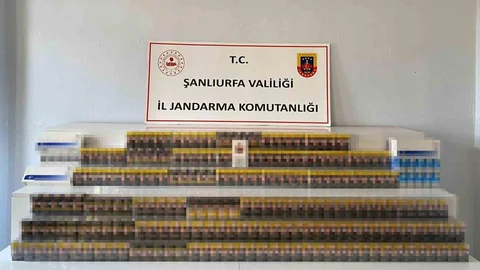 T.C.
ŞANLIURFA VALİLİĞİ
İL JANDARMA KOMUTANLIĞI